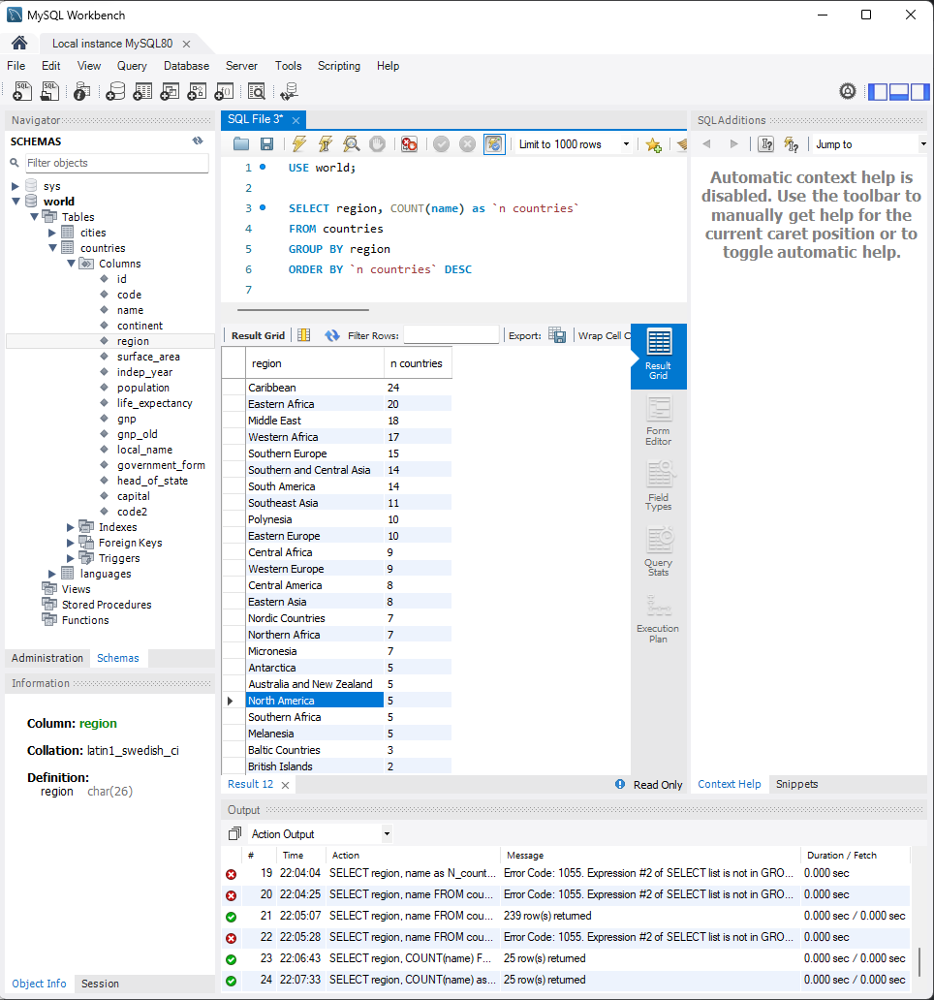 MySQL Workbench
Local instance MySQL80
File Edit View Query Database Server Tools Scripting Help
Navigator
SCHEMAS
Filter objects
sys
world
Tables
cities
countries
Columns
id
code
name
continent
region
surface_area
indep_year
population
life_expectancy
gnp
gnp_old
local_name
government_form
head_of_state
capital
code2
Indexes
Foreign Keys
Triggers
languages
Views
Stored Procedures
Functions
Administration Schemas
Information
Column: region
Collation: latin1_swedish_ci
Definition:
region char(26)
Object Info Session
SQL File 3*
Limit to 1000 rows
1 USE world;
2
3 SELECT region, COUNT(name) as `n countries`
4 FROM countries
5 GROUP BY region
6 ORDER BY `n countries` DESC
7
Result Grid Filter Rows: Export: Wrap Cell C
region n countries
Caribbean 24
Eastern Africa 20
Middle East 18
Western Africa 17
Southern Europe 15
Southern and Central Asia 14
South America 14
Southeast Asia 11
Polynesia 10
Eastern Europe 10
Central Africa 9
Western Europe 9
Central America 8
Eastern Asia 8
Nordic Countries 7
Northern Africa 7
Micronesia 7
Antarctica 5
Australia and New Zealand 5
North America 5
Southern Africa 5
Melanesia 5
Baltic Countries 3
British Islands 2
Result
Grid
Form
Editor
Field
Types
Query
Stats
Execution
Plan
Result 12 Read Only
SQLAdditions
Jump to
Automatic context help is
disabled. Use the toolbar to
manually get help for the
current caret position or to
toggle automatic help.
Context Help Snippets
Output
Action Output
# Time Action Message Duration / Fetch
19 22:04:04 SELECT region, name as N_count... Error Code: 1055. Expression #2 of SELECT list is not in GRO... 0.000 sec
20 22:04:25 SELECT region, name FROM cou... Error Code: 1055. Expression #2 of SELECT list is not in GRO... 0.000 sec
21 22:05:07 SELECT region, name FROM cou... 239 row(s) returned 0.000 sec / 0.000 sec
22 22:05:28 SELECT region, name FROM cou... Error Code: 1055. Expression #2 of SELECT list is not in GRO... 0.000 sec
23 22:06:43 SELECT region, COUNT(name) F... 25 row(s) returned 0.000 sec / 0.000 sec
24 22:07:33 SELECT region, COUNT(name) as... 25 row(s) returned 0.000 sec / 0.000 sec